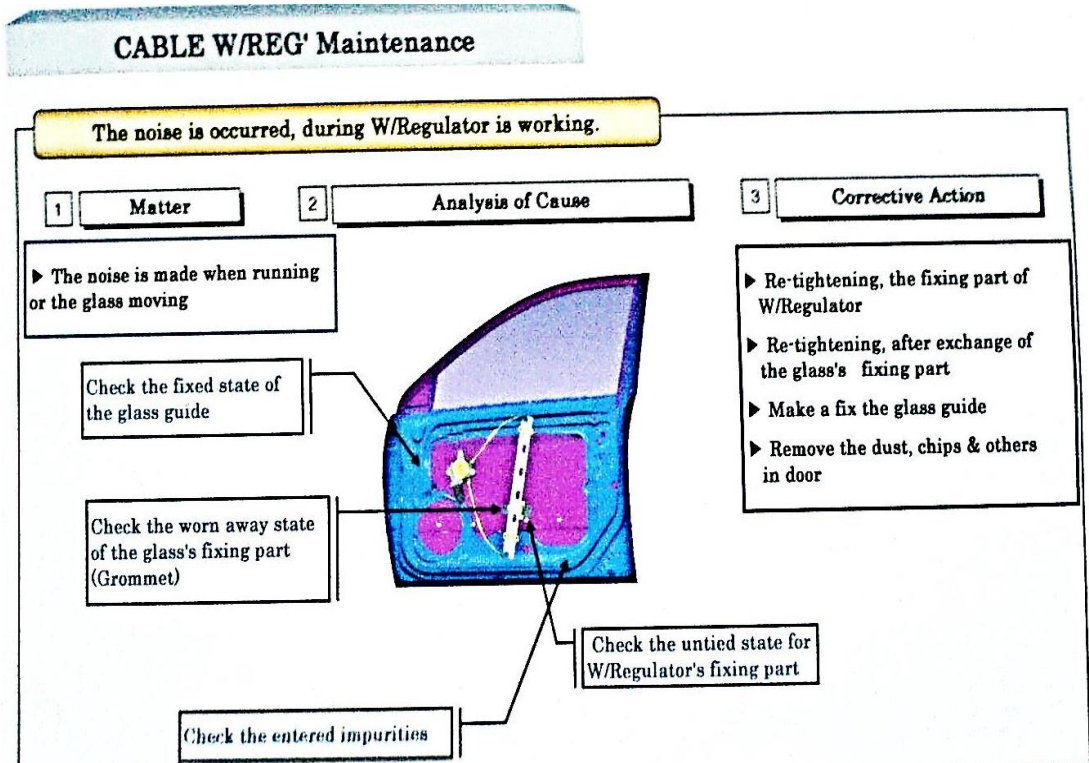 CABLE W/REG' Maintenance
The noise is occurred, during W/Regulator is working.
1 Matter
2 Analysis of Cause
3 Corrective Action
▶ The noise is made when running
or the glass moving
Check the fixed state of
the glass guide
Check the worn away state
of the glass's fixing part
(Grommet)
Check the untied state for
W/Regulator's fixing part
Check the entered impurities
▶ Re-tightening, the fixing part of
W/Regulator
▶ Re-tightening, after exchange of
the glass's fixing part
▶ Make a fix the glass guide
▶ Remove the dust, chips & others
in door